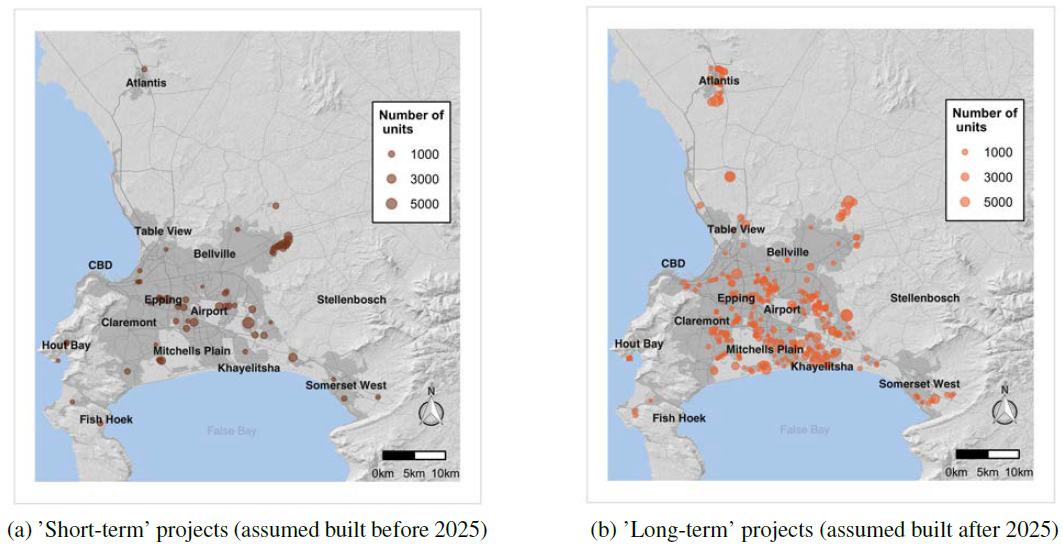 Atlantis
Number of
units
1000
3000
5000
Table View
Bellville
CBD
Epping
Airport
Stellenbosch
Claremont
Hout Bay
Mitchells Plain
Khayelitsha
Somerset West
N
Fish Hoek
False Bay
0km 5km 10km
(a) ’Short-term’ projects (assumed built before 2025)
Atlantis
Number of
units
1000
3000
5000
Table View
Bellville
CBD
Epping
Airport
Stellenbosch
Claremont
Hout Bay
Mitchells Plain
Khayelitsha
Somerset West
N
Fish Hoek
False Bay
0km 5km 10km
(b) ’Long-term’ projects (assumed built after 2025)